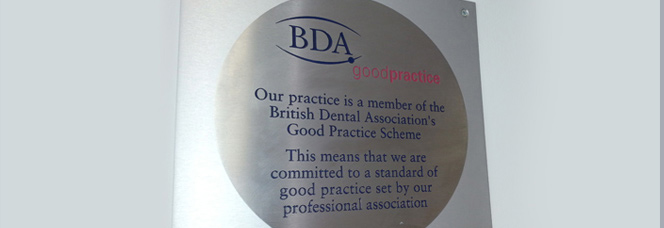 BDA
goodpractice
Our practice is a member of the
British Dental Association's
Good Practice Scheme
This means that we are
committed to a standard of
good practice set by our
professional association